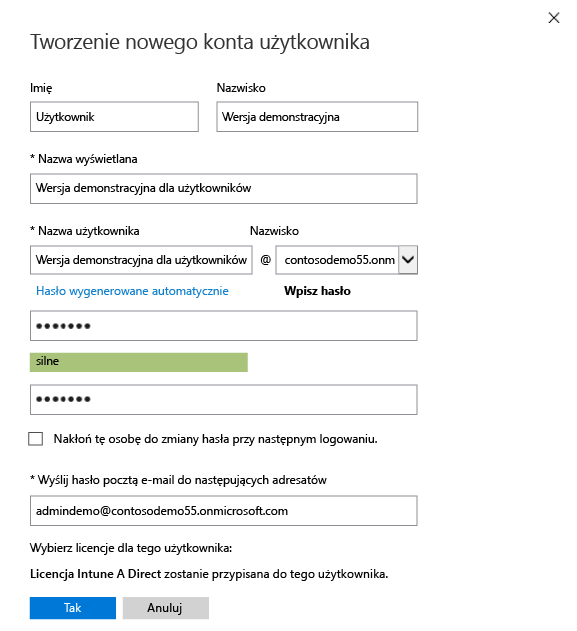 Tworzenie nowego konta użytkownika
Imię Nazwisko
Użytkownik Wersja demonstracyjna
* Nazwa wyświetlana
Wersja demonstracyjna dla użytkowników
* Nazwa użytkownika Nazwisko
Wersja demonstracyjna dla użytkowników @ contosodemo55.onm
Hasło wygenerowane automatycznie Wpisz hasło
•••••••
silne
•••••••
Nakłoń tę osobę do zmiany hasła przy następnym logowaniu.
* Wyślij hasło pocztą e-mail do następujących adresatów
admindemo@contosodemo55.onmicrosoft.com
Wybierz licencje dla tego użytkownika:
Licencja Intune A Direct zostanie przypisana do tego użytkownika.
Tak Anuluj